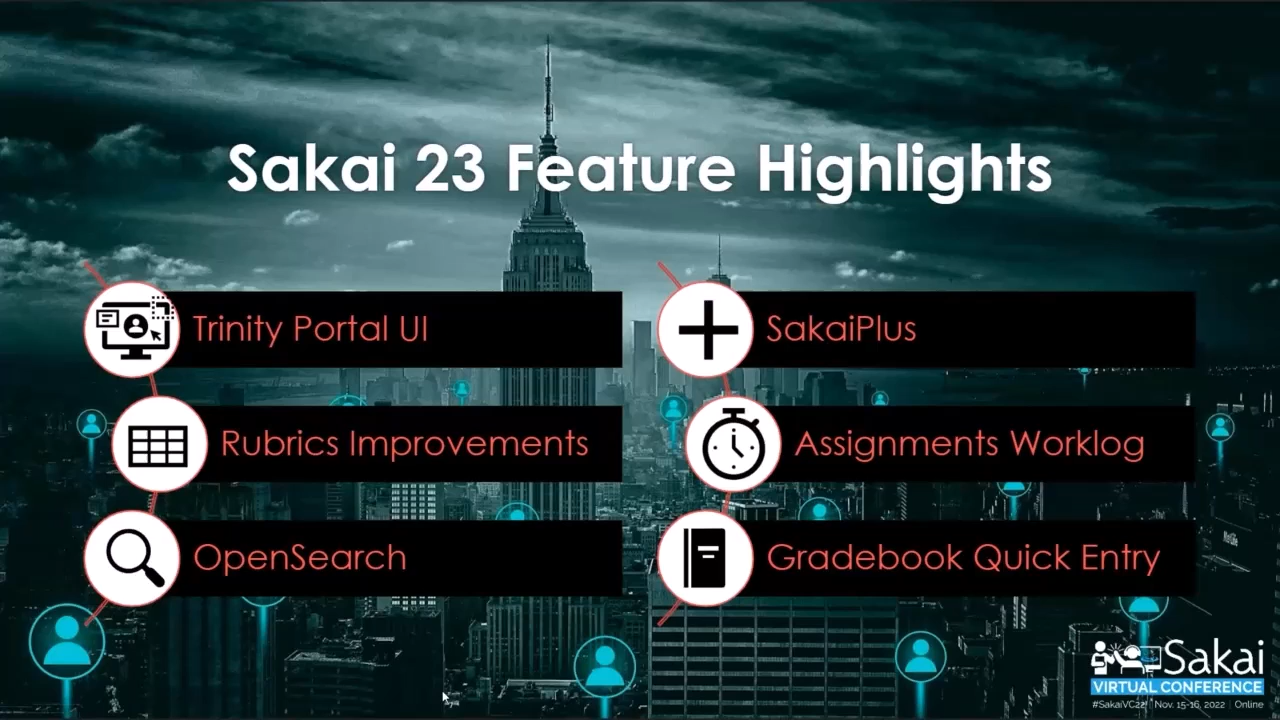 Sakai 23 Feature Highlights
Trinity Portal UI
Rubrics Improvements
OpenSearch
SakaiPlus
Assignments Worklog
Gradebook Quick Entry
Sakai
VIRTUAL CONFERENCE
#SakaiVC22 | Nov. 15-16, 2022 | Online